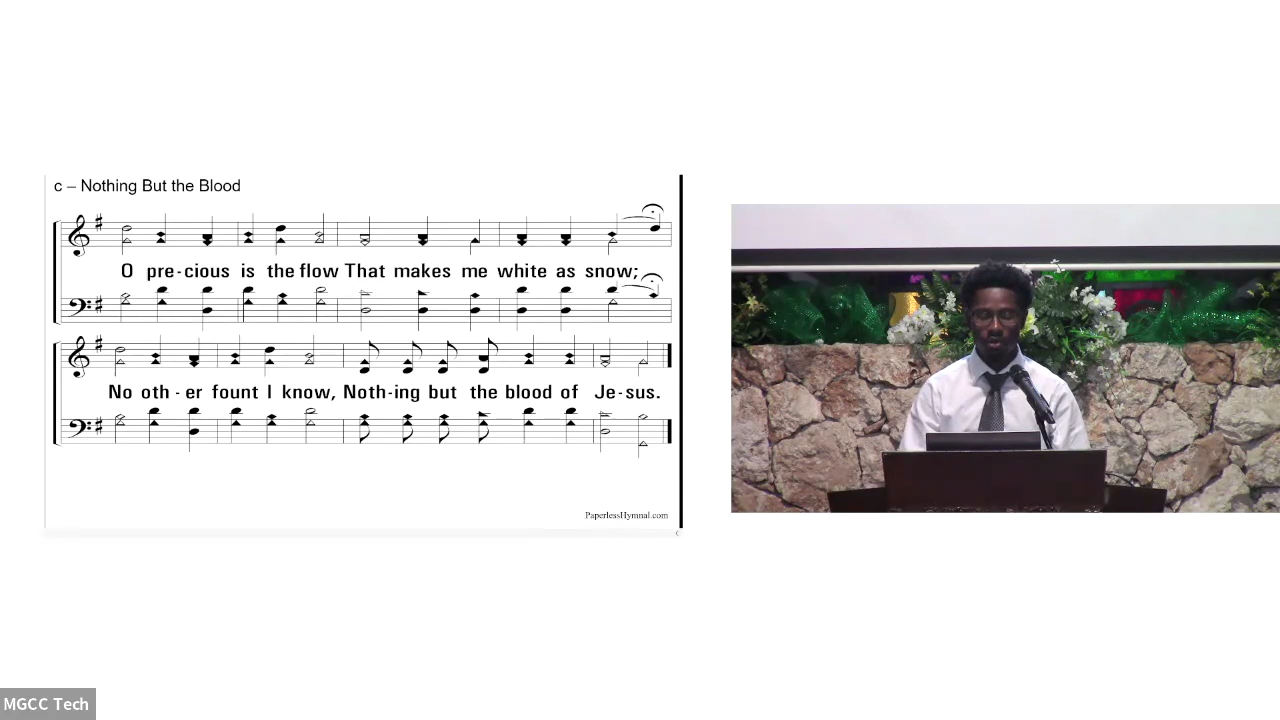 c – Nothing But the Blood
O pre-cious is the flow That makes me white as snow;
No oth-er fount I know, Noth-ing but the blood of Je-sus.
PaperlessHymnal.com
c
MGCC Tech